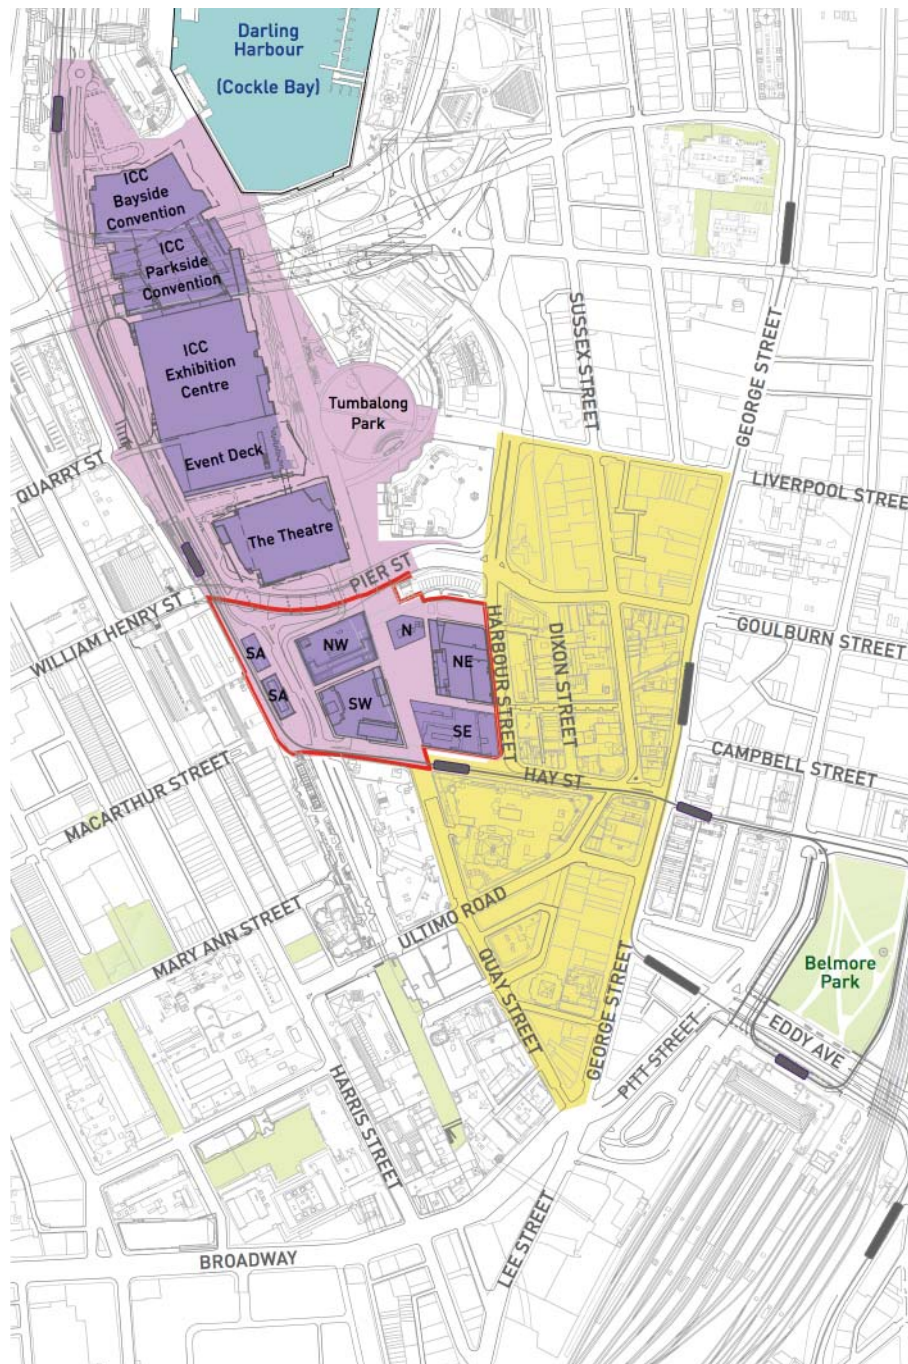 Darling
Harbour
(Cockle Bay)
ICC
Bayside
Convention
ICC
Parkside
Convention
ICC
Exhibition
Centre
Event Deck
The Theatre
Tumbalong
Park
SUSSEX STREET
GEORGE STREET
LIVERPOOL STREET
QUARRY ST
PIER ST
WILLIAM HENRY ST
SA
SA
NW
SW
N
NE
SE
HARBOUR STREET
DIXON STREET
GOULBURN STREET
HAY ST
CAMPBELL STREET
MACARTHUR STREET
MARY ANN STREET
ULTIMO ROAD
QUAY STREET
GEORGE STREET
PITT STREET
Belmore
Park
EDDY AVE
HARRIS STREET
LEE STREET
BROADWAY